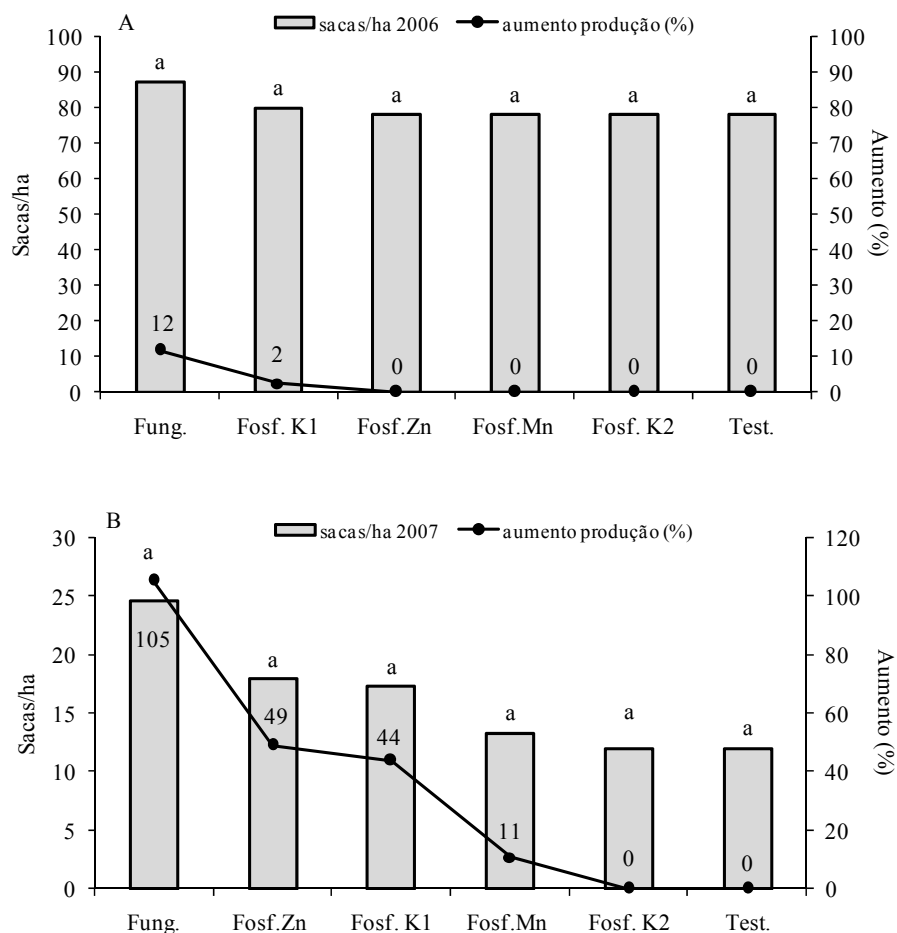 A
sacas/ha 2006 aumento produção (%)
100 100
90 a 90
80 a a a a a 80
70 70
60 60
50 50
40 40
30 30
20 20
12
10 2 10
0 0 0 0 0 0
Sacas/ha
Aumento (%)
Fung. Fosf. K1 Fosf.Zn Fosf.Mn Fosf. K2 Test.
B
sacas/ha 2007 aumento produção (%)
30 120
a
25 100
105
20 80
a a
15 60
49 44 a a a
10 40
5 20
11 0 0
0 0
Sacas/ha
Aumento (%)
Fung. Fosf.Zn Fosf. K1 Fosf.Mn Fosf. K2 Test.